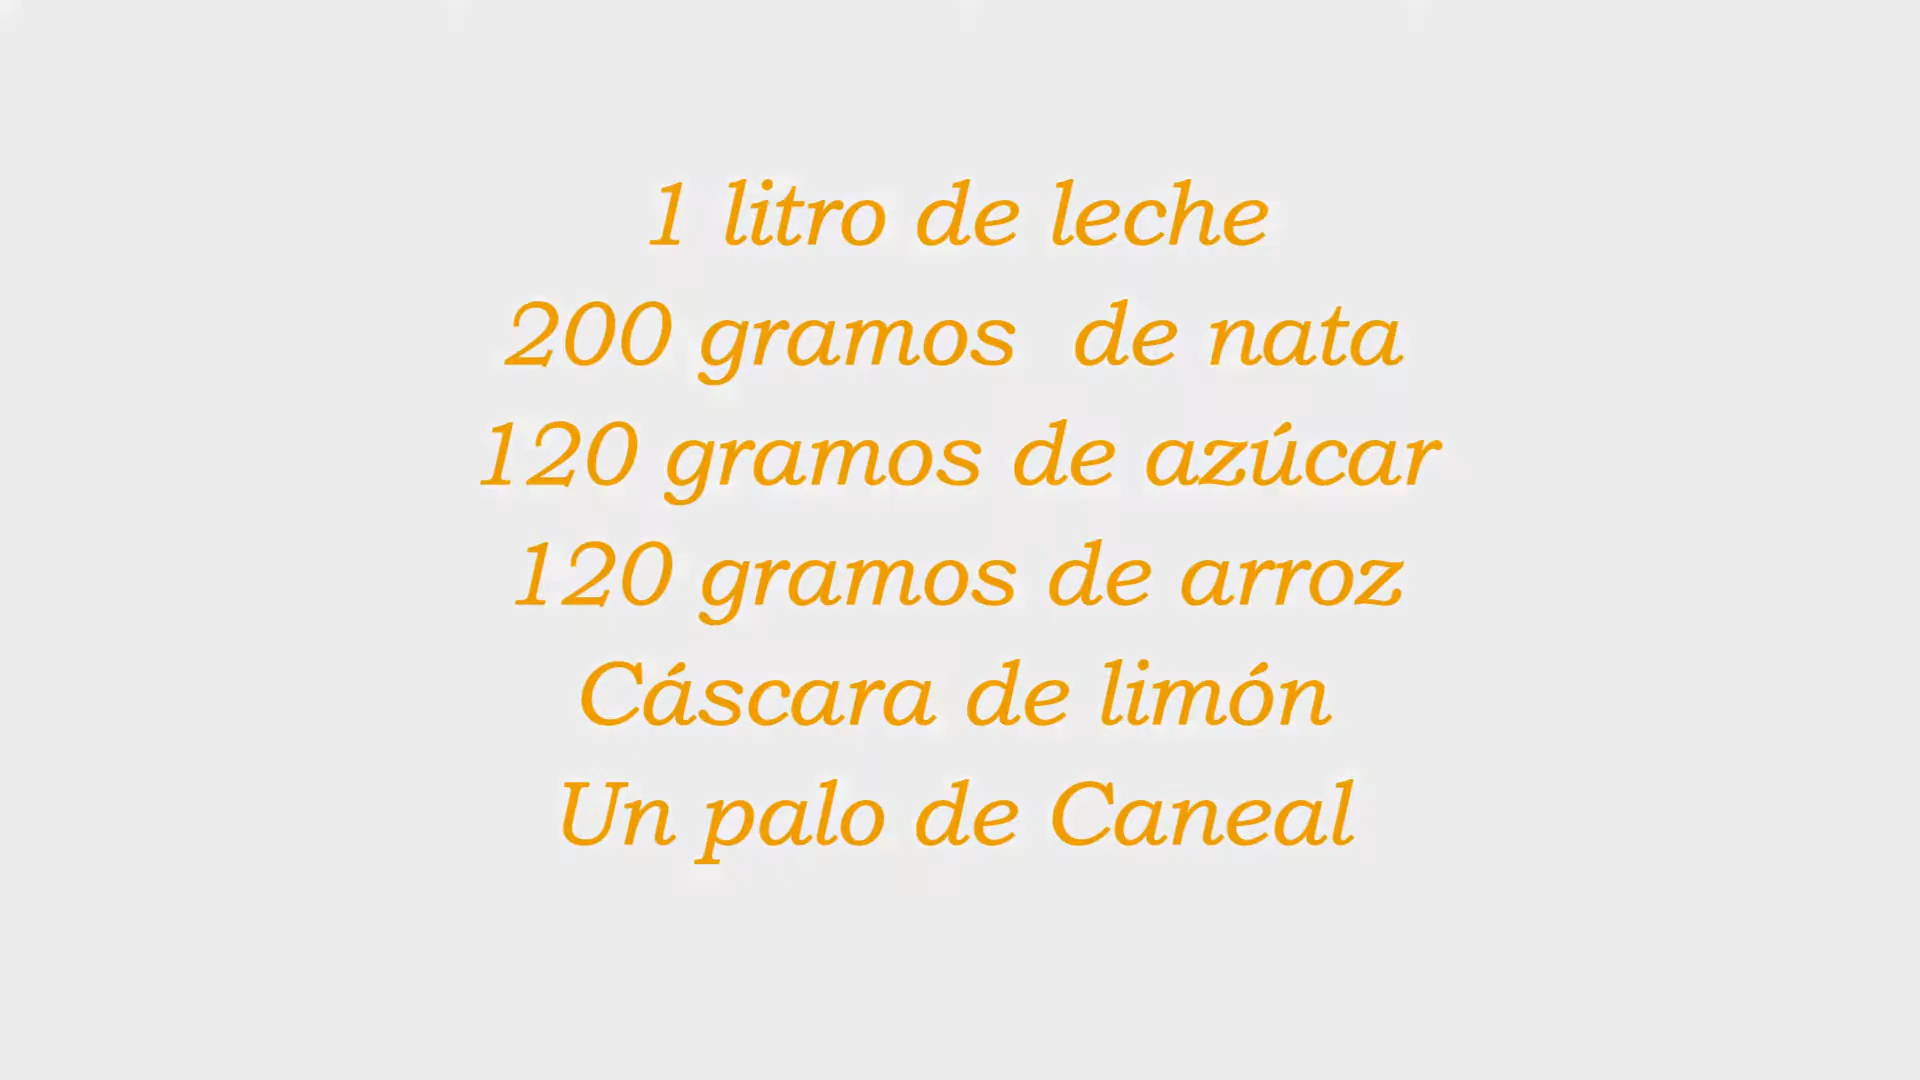 1 litro de leche
200 gramos  de nata
120 gramos de azúcar
120 gramos de arroz
Cáscara de limón
Un palo de Caneal